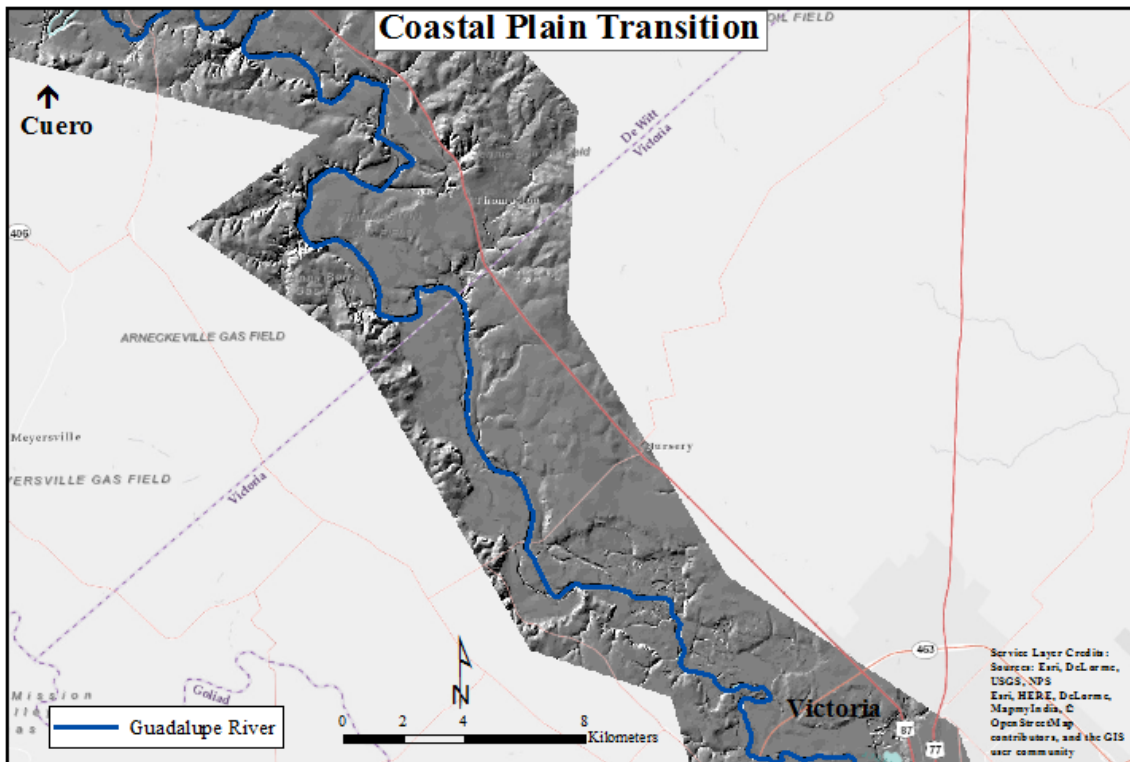 Coastal Plain Transition
FIELD
Cuero
De Witt
Victoria
406
Thomaston
ARNECKEVILLE GAS FIELD
Meyersville
YERSVILLE GAS FIELD
Victoria
Nursery
Mission
Goliad
463
Service Layer Credits:
Sources: Esri, DeLorme,
USGS, NPS
Esri, HERE, DeLorme,
MapmyIndia, ©
OpenStreetMap
contributors, and the GIS
user community
N
Victoria
Guadalupe River
0 2 4 8
Kilometers
87
77